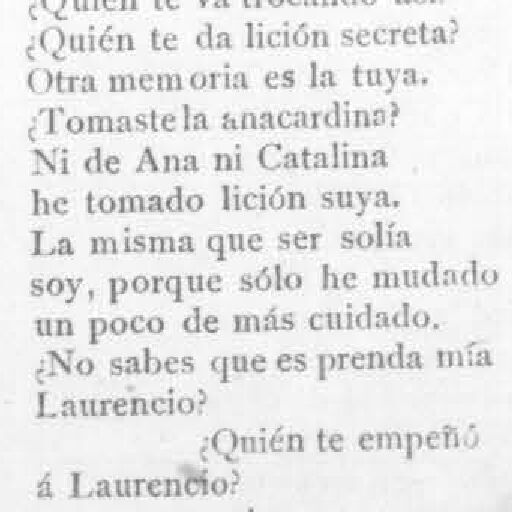 ¿Quién te va trocando así?
¿Quién te da lición secreta?
Otra memoria es la tuya.
¿Tomaste la anacardina?
Ni de Ana ni Catalina
he tomado lición suya.
La misma que ser solía
soy, porque sólo he mudado
un poco de más cuidado.
¿No sabes que es prenda mía
Laurencio?
¿Quién te empeñó
á Laurencio?